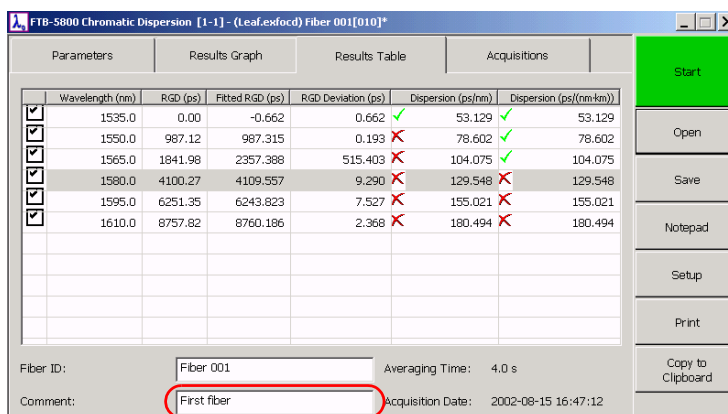 λ. FTB-5800 Chromatic Dispersion [1-1] - (Leaf.exfocd) Fiber 001[010]*
Parameters Results Graph Results Table Acquisitions
Start
Open
Save
Notepad
Setup
Print
Copy to
Clipboard
Wavelength (nm) RGD (ps) Fitted RGD (ps) RGD Deviation (ps) Dispersion (ps/nm) Dispersion (ps/(nm·km))
1535.0 0.00 -0.662 0.662 53.129 53.129
1550.0 987.12 987.315 0.193 78.602 78.602
1565.0 1841.98 2357.388 515.403 104.075 104.075
1580.0 4100.27 4109.557 9.290 129.548 129.548
1595.0 6251.35 6243.823 7.527 155.021 155.021
1610.0 8757.82 8760.186 2.368 180.494 180.494
Fiber ID: Fiber 001 Averaging Time: 4.0 s
Comment: First fiber Acquisition Date: 2002-08-15 16:47:12